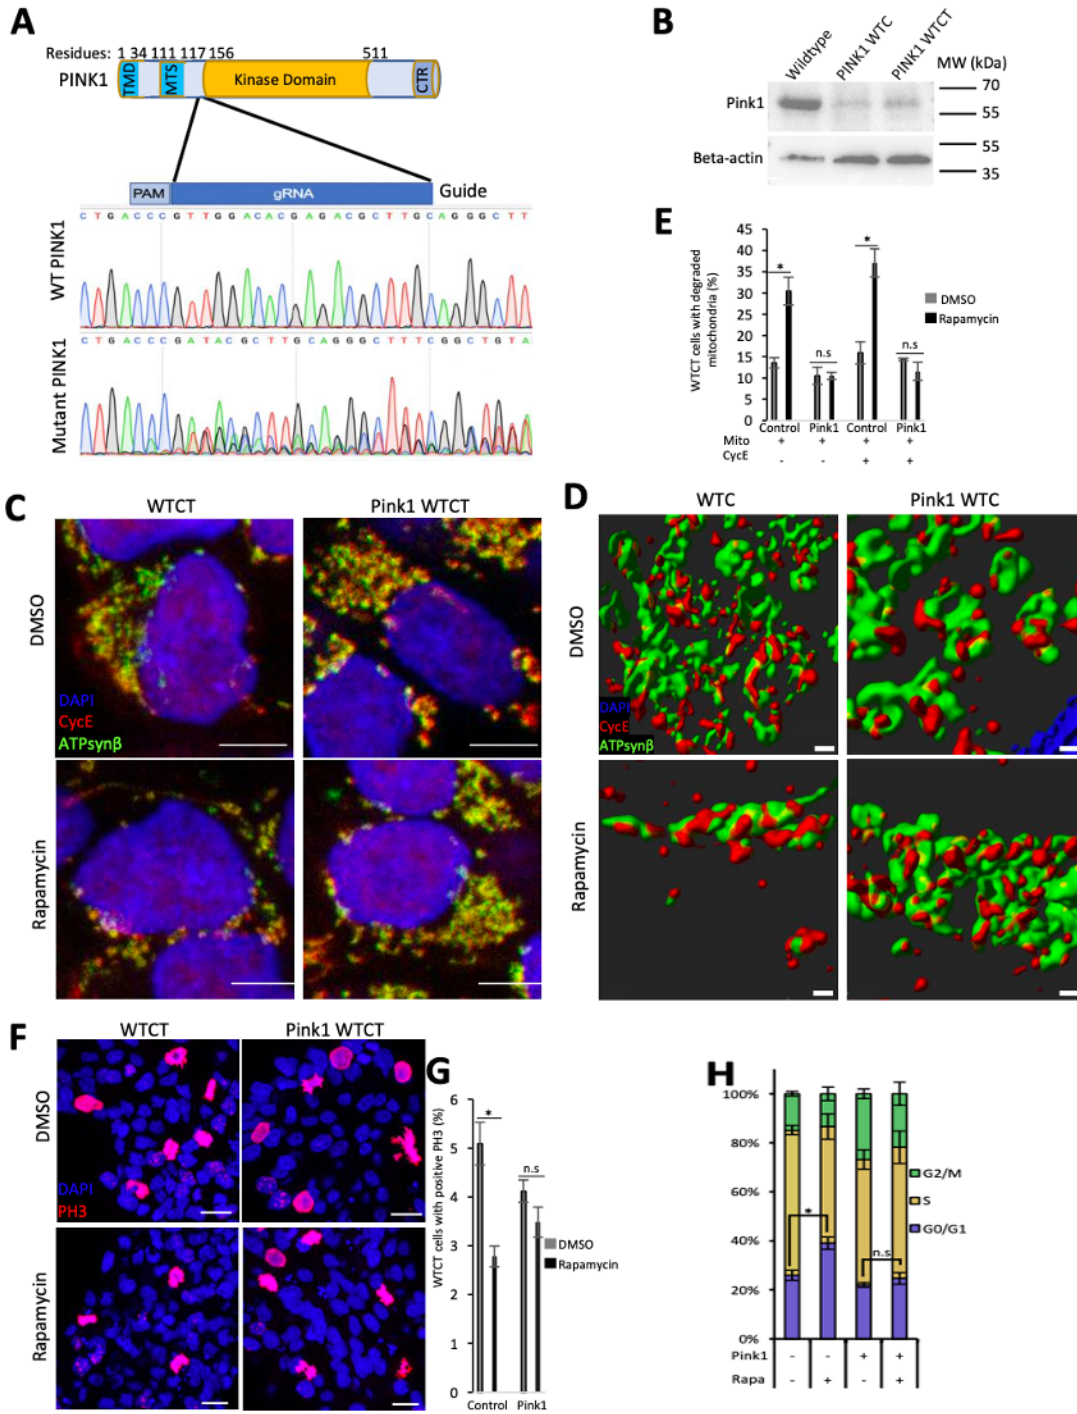 A
Residues: 1 34 111 117 156 511
PINK1 TMD MTS Kinase Domain CTR
PAM gRNA Guide
WT PINK1
C T G A C C C G T T G G A C A C G A G A C G C T T G C A G G G C T T
Mutant PINK1
C T G A C C C G A T A C G C T T G C A G G G C T T T C G G C T G T A
B
Wildtype PINK1 WTC PINK1 WTCT MW (kDa)
Pink1
70
55
Beta-actin
55
35
E
WTCT cells with degraded
mitochondria (%)
45
40
35
30
25
20
15
10
5
0
* n.s * n.s
DMSO
Rapamycin
Control Pink1 Control Pink1
Mito + + + +
CycE - - + +
C
WTCT Pink1 WTCT
DMSO
DAPI
CycE
ATPsynβ
Rapamycin
D
WTC Pink1 WTC
DMSO
DAPI
CycE
ATPsynβ
Rapamycin
F
WTCT Pink1 WTCT
DMSO
DAPI
PH3
Rapamycin
G
WTCT cells with positive PH3 (%)
6
5
4
3
2
1
0
* n.s
DMSO
Rapamycin
Control Pink1
H
100%
80%
60%
40%
20%
0%
* n.s
G2/M
S
G0/G1
Pink1 - - + +
Rapa - + - +